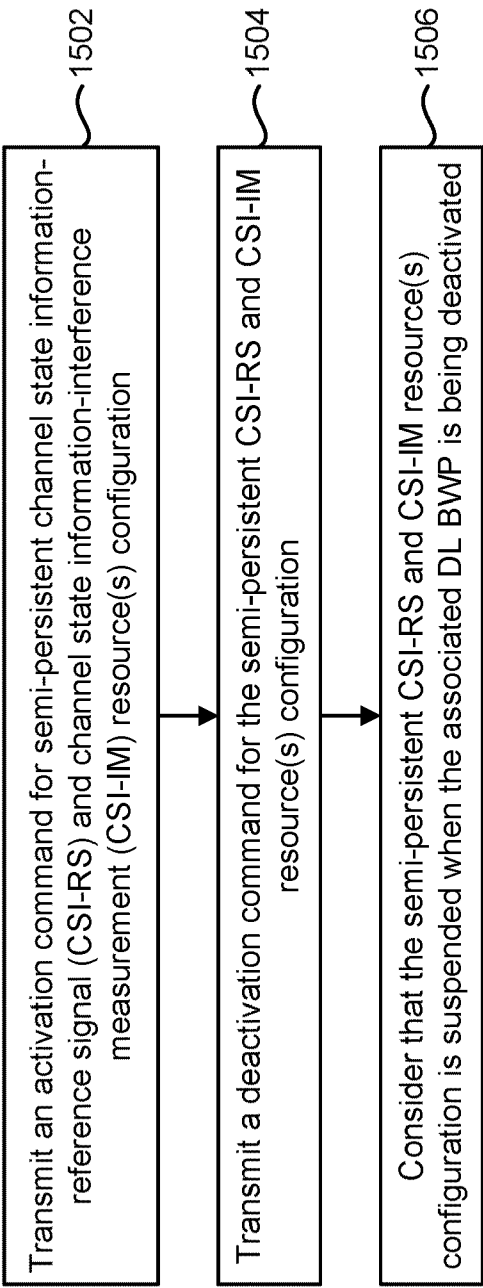 Transmit an activation command for semi-persistent channel state information-
reference signal (CSI-RS) and channel state information-interference
measurement (CSI-IM) resource(s) configuration
1502
Transmit a deactivation command for the semi-persistent CSI-RS and CSI-IM
resource(s) configuration
1504
Consider that the semi-persistent CSI-RS and CSI-IM resource(s)
configuration is suspended when the associated DL BWP is being deactivated
1506